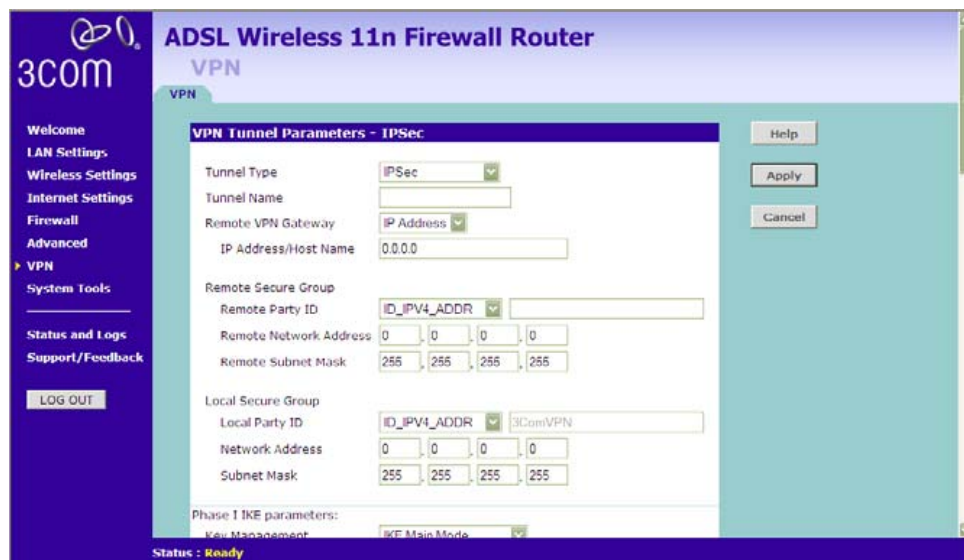 3COM
ADSL Wireless 11n Firewall Router
VPN
VPN
Welcome
LAN Settings
Wireless Settings
Internet Settings
Firewall
Advanced
VPN
System Tools
Status and Logs
Support/Feedback
LOG OUT
VPN Tunnel Parameters - IPSec
Tunnel Type IPSec
Tunnel Name
Remote VPN Gateway IP Address
IP Address/Host Name 0.0.0.0
Remote Secure Group
Remote Party ID ID_IPV4_ADDR
Remote Network Address 0 . 0 . 0 . 0
Remote Subnet Mask 255 . 255 . 255 . 255
Local Secure Group
Local Party ID ID_IPV4_ADDR 3ComVPN
Network Address 0 . 0 . 0 . 0
Subnet Mask 255 . 255 . 255 . 255
Phase I IKE parameters:
Key Management IKE Main Mode
Help
Apply
Cancel
Status : Ready